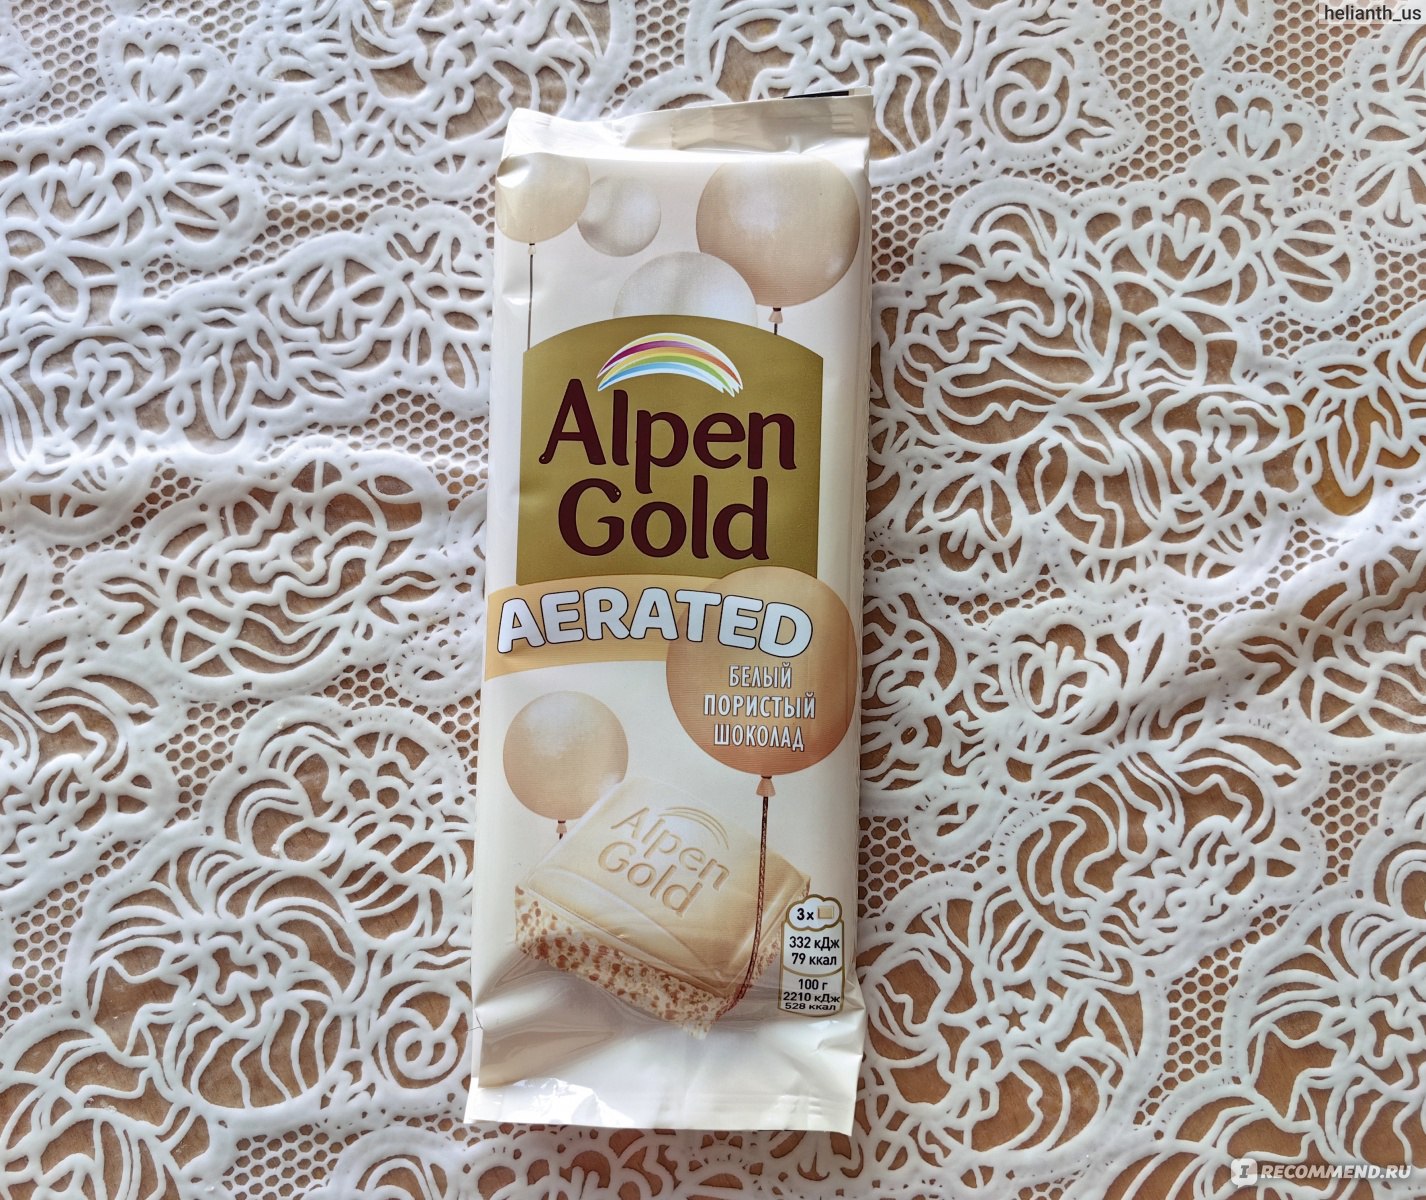 helianth_us
Alpen
Gold
AERATED
БЕЛЫЙ
ПОРИСТЫЙ
ШОКОЛАД
Alpen
Gold
3x
332 кДж
79 ккал
100 г
2210 кДж
528 ккал
I RECOMMEND.RU